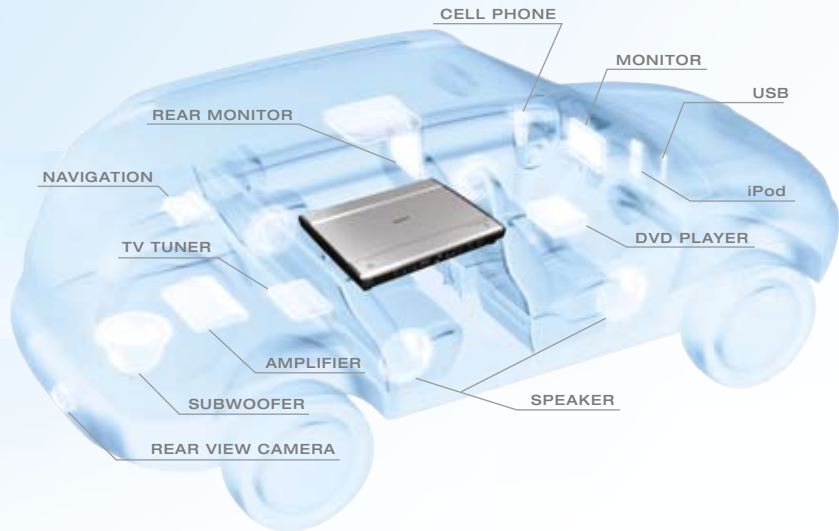 CELL PHONE
MONITOR
USB
REAR MONITOR
NAVIGATION
iPod
TV TUNER
DVD PLAYER
AMPLIFIER
SPEAKER
SUBWOOFER
REAR VIEW CAMERA